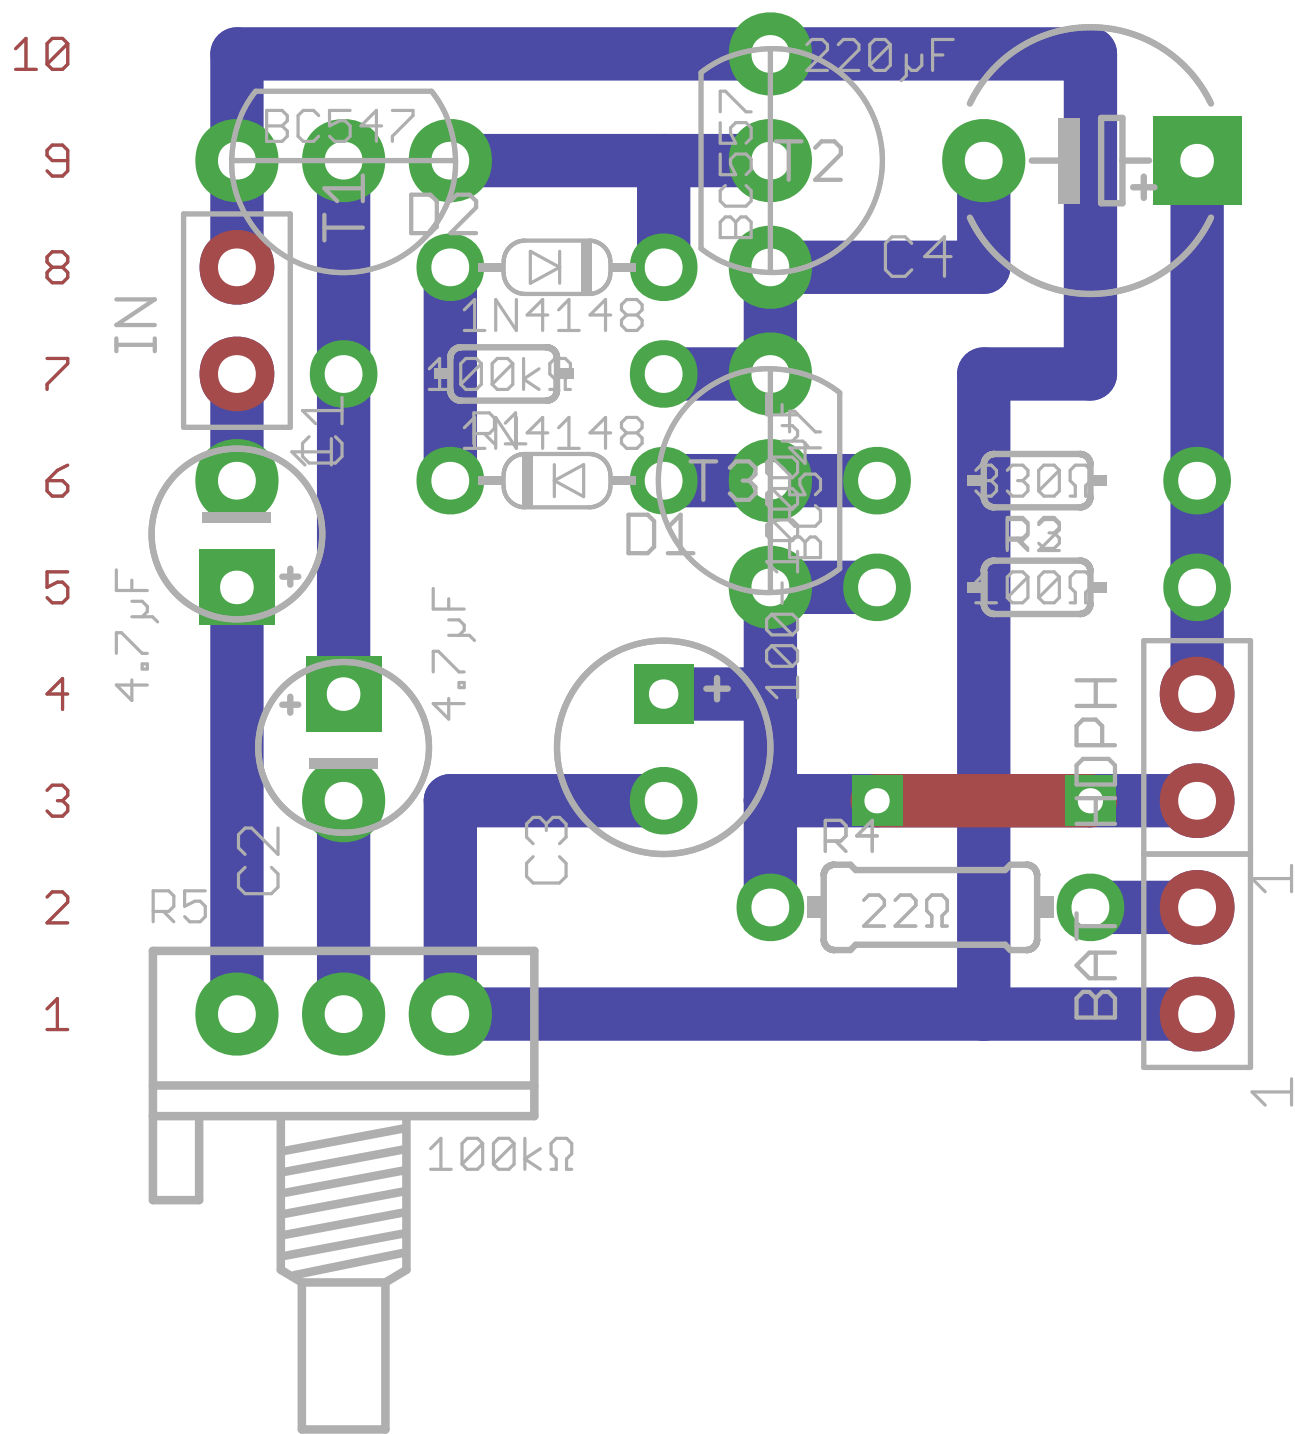 10
220µF
BC547
BC557
9
T2
T1
D2
C4
8
IN
1N4148
7
100kΩ
1N4148
6
T3
330Ω
D1
5
100Ω
4.7µF
4.7µF
4
HDPH
3
C2
C3
R4
1
R5
2
22Ω
BAT
1
1
100kΩ